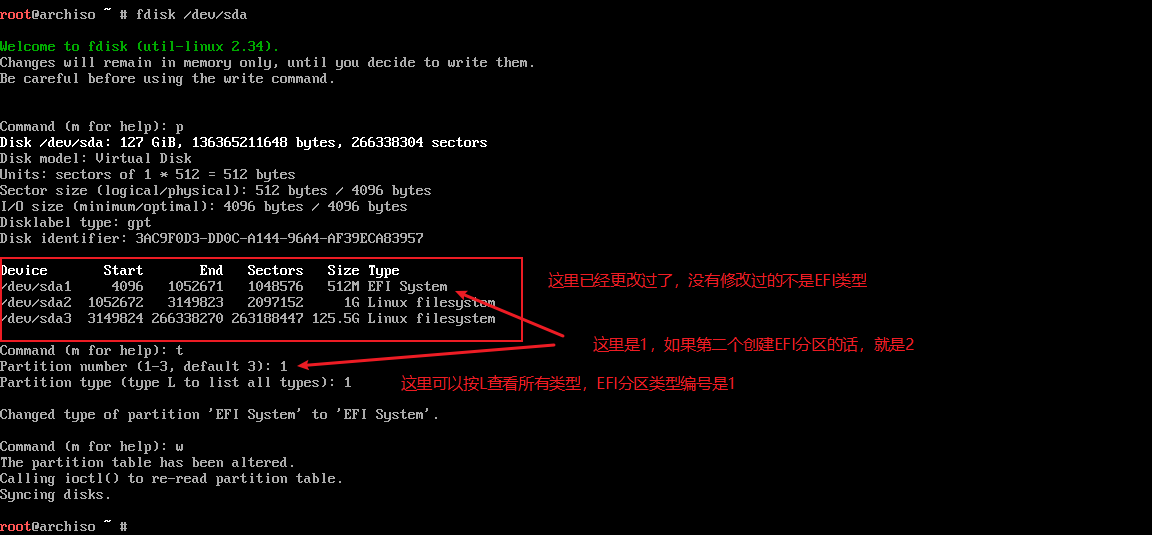 root@archiso ~ # fdisk /dev/sda
Welcome to fdisk (util-linux 2.34).
Changes will remain in memory only, until you decide to write them.
Be careful before using the write command.
Command (m for help): p
Disk /dev/sda: 127 GiB, 136365211648 bytes, 266338304 sectors
Disk model: Virtual Disk
Units: sectors of 1 * 512 = 512 bytes
Sector size (logical/physical): 512 bytes / 4096 bytes
I/O size (minimum/optimal): 4096 bytes / 4096 bytes
Disklabel type: gpt
Disk identifier: 3AC9F0D3-DD0C-A144-96A4-AF39ECA83957
Device Start End Sectors Size Type
/dev/sda1 4096 1052671 1048576 512M EFI System
这里已经更改过了，没有修改过的不是EFI类型
/dev/sda2 1052672 3149823 2097152 1G Linux filesystem
/dev/sda3 3149824 266338270 263188447 125.5G Linux filesystem
这里是1，如果第二个创建EFI分区的话，就是2
Command (m for help): t
Partition number (1-3, default 3): 1
Partition type (type L to list all types): 1
这里可以按L查看所有类型，EFI分区类型编号是1
Changed type of partition 'EFI System' to 'EFI System'.
Command (m for help): w
The partition table has been altered.
Calling ioctl() to re-read partition table.
Syncing disks.
root@archiso ~ #